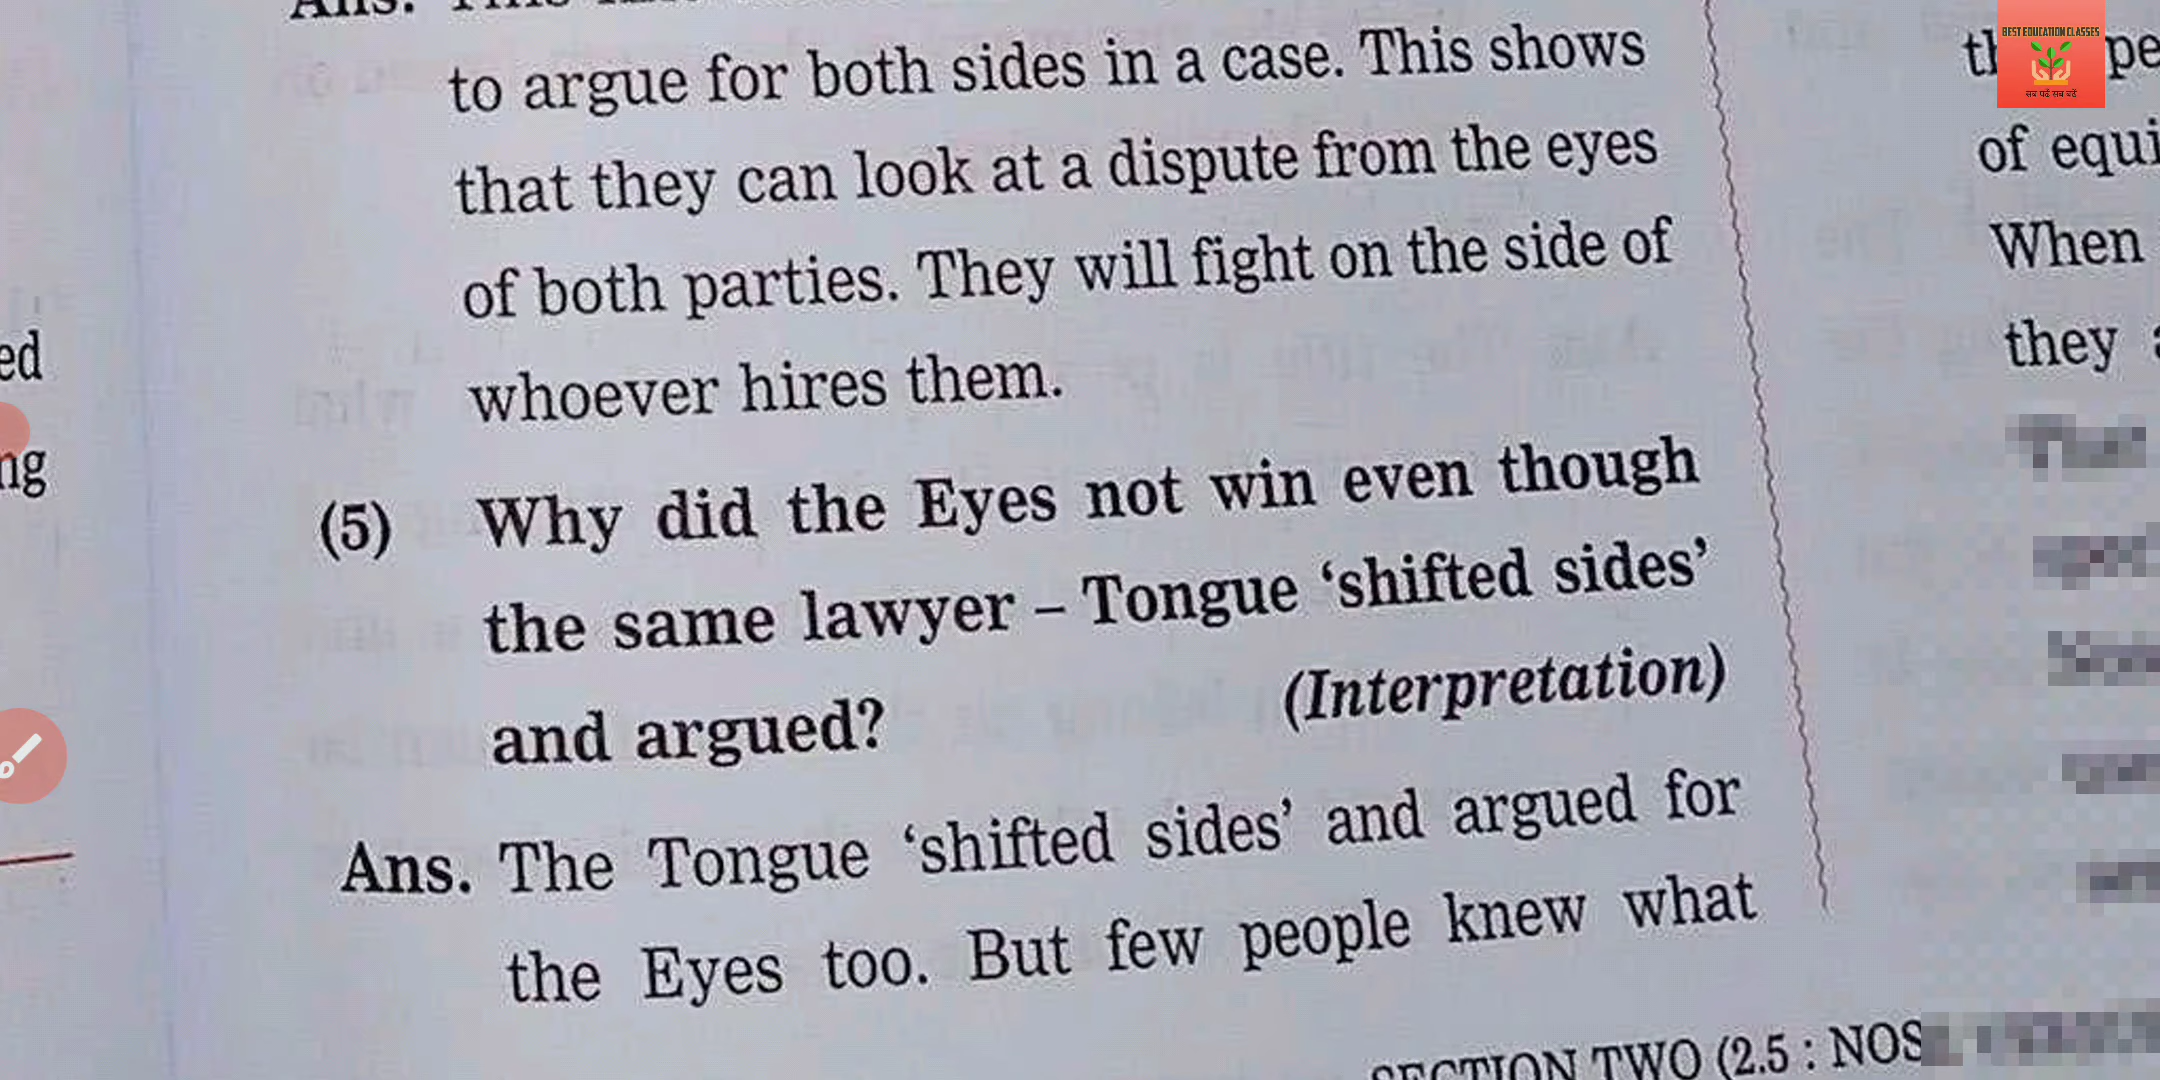 to argue for both sides in a case. This shows
that they can look at a dispute from the eyes
of both parties. They will fight on the side of
whoever hires them.
(5) Why did the Eyes not win even though
the same lawyer – Tongue ‘shifted sides’
and argued? (Interpretation)
Ans. The Tongue ‘shifted sides’ and argued for
the Eyes too. But few people knew what
SECTION TWO (2.5 : NOS
ed
ng
of equi
When
they
BEST EDUCATION CLASSES
सब पढ़ें सब बढ़ें